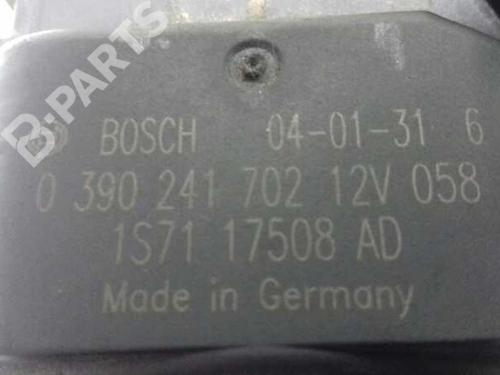 B-PARTS
BOSCH 04-01-31 6
0 390 241 702 12V 058
1S71 17508 AD
Made in Germany